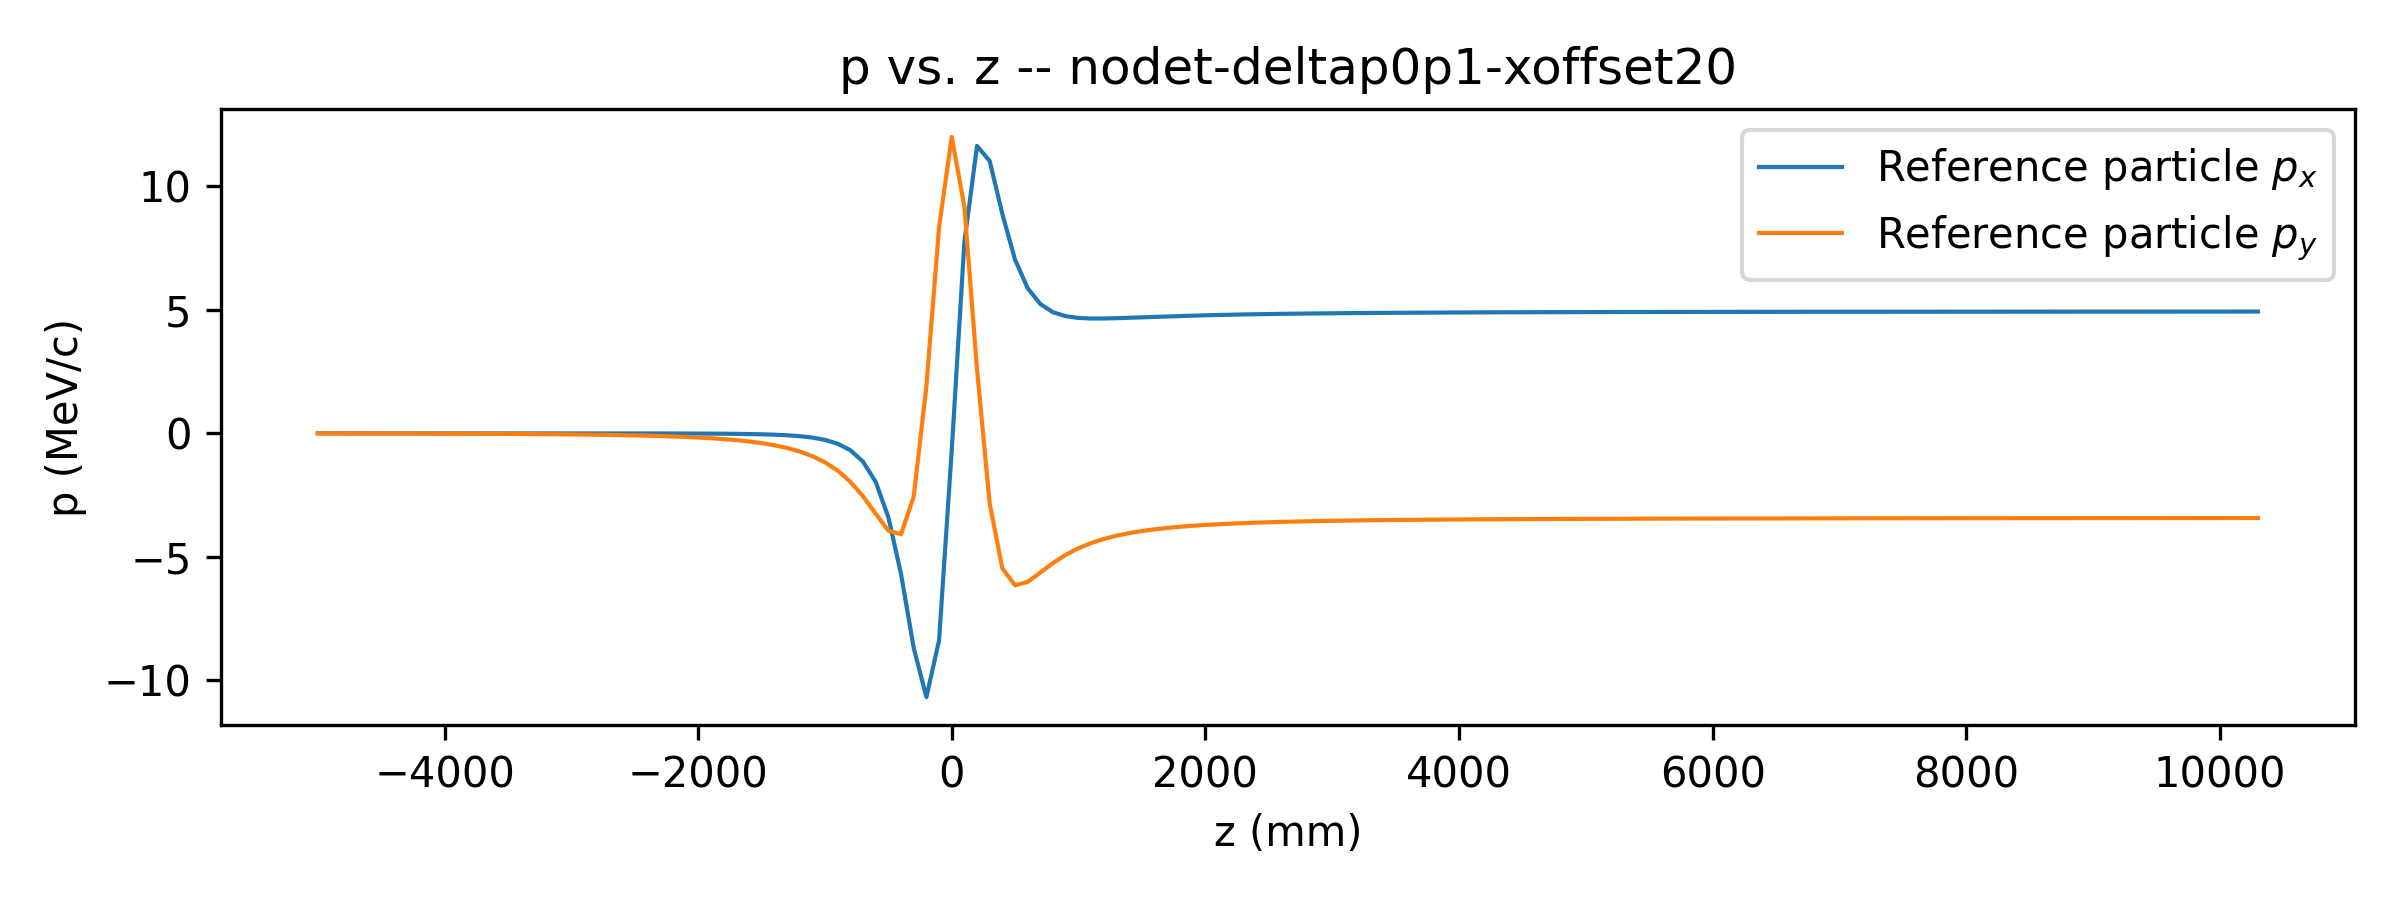 p vs. z -- nodet-deltap0p1-xoffset20
Reference particle pₓ
Reference particle p_y
p (MeV/c)
10
5
0
−5
−10
−4000
−2000
0
2000
4000
6000
8000
10000
z (mm)